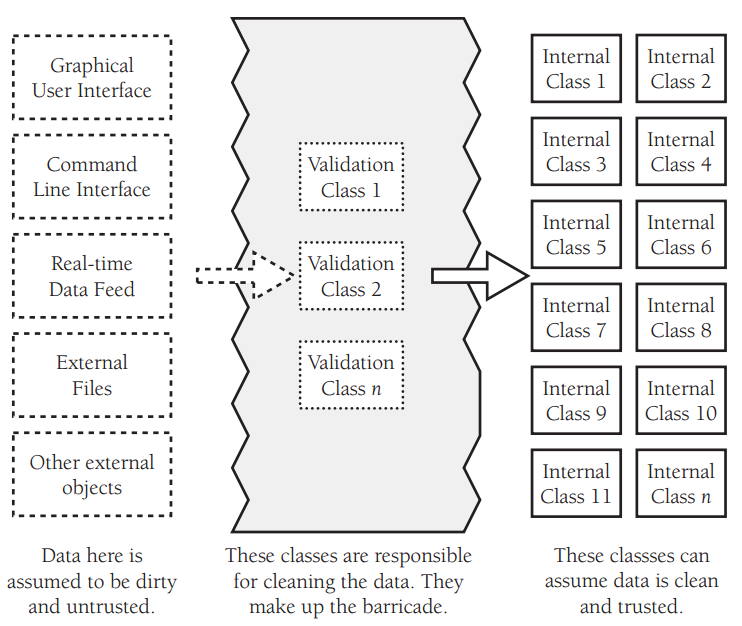 Graphical
User Interface
Command
Line Interface
Real-time
Data Feed
External
Files
Other external
objects
Data here is
assumed to be dirty
and untrusted.
Validation
Class 1
Validation
Class 2
Validation
Class n
These classes are responsible
for cleaning the data. They
make up the barricade.
Internal
Class 1
Internal
Class 2
Internal
Class 3
Internal
Class 4
Internal
Class 5
Internal
Class 6
Internal
Class 7
Internal
Class 8
Internal
Class 9
Internal
Class 10
Internal
Class 11
Internal
Class n
These classses can
assume data is clean
and trusted.